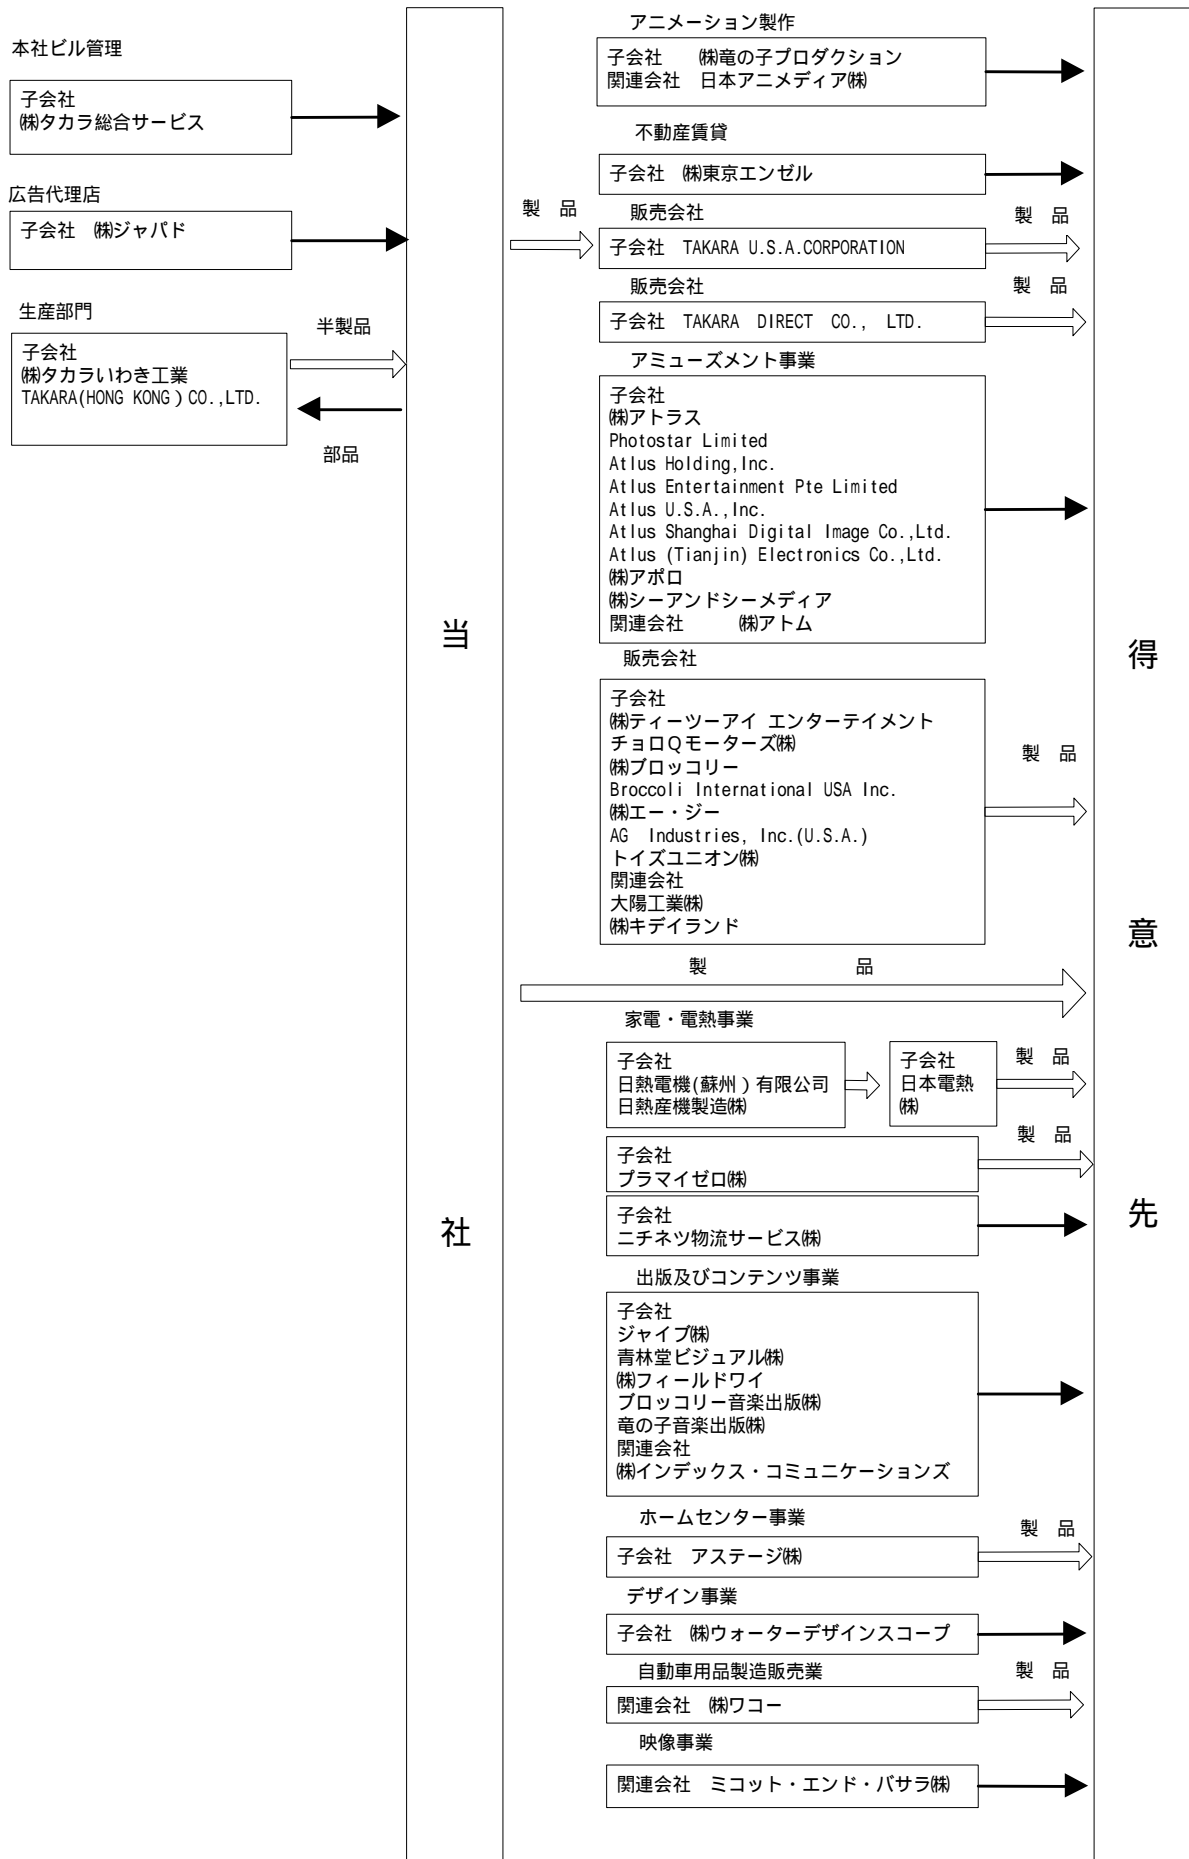 本社ビル管理
子会社
㈱タカラ総合サービス
広告代理店
子会社 ㈱ジャパド
生産部門
半製品
子会社
㈱タカラいわき工業
TAKARA(HONG KONG)CO.,LTD.
部品
当
社
製 品
アニメーション製作
子会社 ㈱竜の子プロダクション
関連会社 日本アニメディア㈱
不動産賃貸
子会社 ㈱東京エンゼル
販売会社
製 品
子会社 TAKARA U.S.A.CORPORATION
販売会社
製 品
子会社 TAKARA DIRECT CO., LTD.
アミューズメント事業
子会社
㈱アトラス
Photostar Limited
Atlus Holding,Inc.
Atlus Entertainment Pte Limited
Atlus U.S.A.,Inc.
Atlus Shanghai Digital Image Co.,Ltd.
Atlus (Tianjin) Electronics Co.,Ltd.
㈱アポロ
㈱シーアンドシーメディア
関連会社 ㈱アトム
販売会社
子会社
㈱ティーツーアイ エンターテイメント
チョロQモーターズ㈱
㈱ブロッコリー
Broccoli International USA Inc.
㈱エー・ジー
AG Industries, Inc.(U.S.A.)
トイズユニオン㈱
関連会社
大陽工業㈱
㈱キデイランド
製 品
製 品
家電・電熱事業
子会社
日熱電機(蘇州)有限公司
日熱産機製造㈱
子会社
日本電熱
㈱
製 品
製 品
子会社
プラマイゼロ㈱
子会社
ニチネツ物流サービス㈱
出版及びコンテンツ事業
子会社
ジャイブ㈱
青林堂ビジュアル㈱
㈱フィールドワイ
ブロッコリー音楽出版㈱
竜の子音楽出版㈱
関連会社
㈱インデックス・コミュニケーションズ
ホームセンター事業
製 品
子会社 アステージ㈱
デザイン事業
子会社 ㈱ウォーターデザインスコープ
自動車用品製造販売業
製 品
関連会社 ㈱ワコー
映像事業
関連会社 ミコット・エンド・バサラ㈱
得
意
先